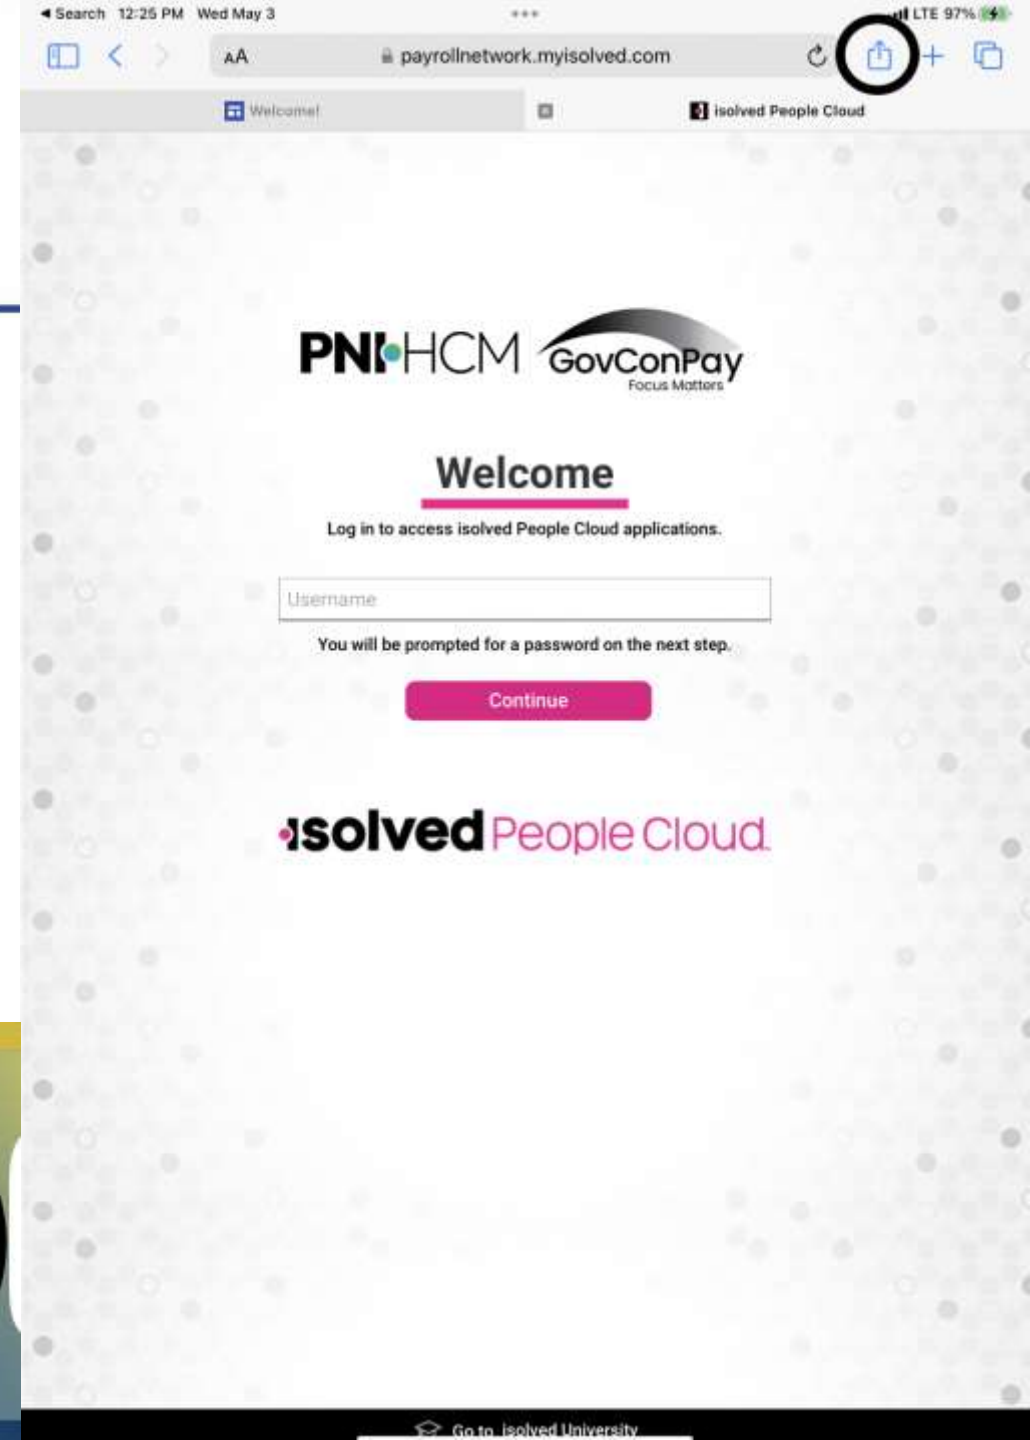 Search 12:25 PM Wed May 3
LTE 97%
AA
payrollnetwork.myisolved.com
Welcome!
isolved People Cloud
PNI HCM
GovConPay
Focus Matters
Welcome
Log in to access isolved People Cloud applications.
Username
You will be prompted for a password on the next step.
Continue
isolved People Cloud
Go to isolved University